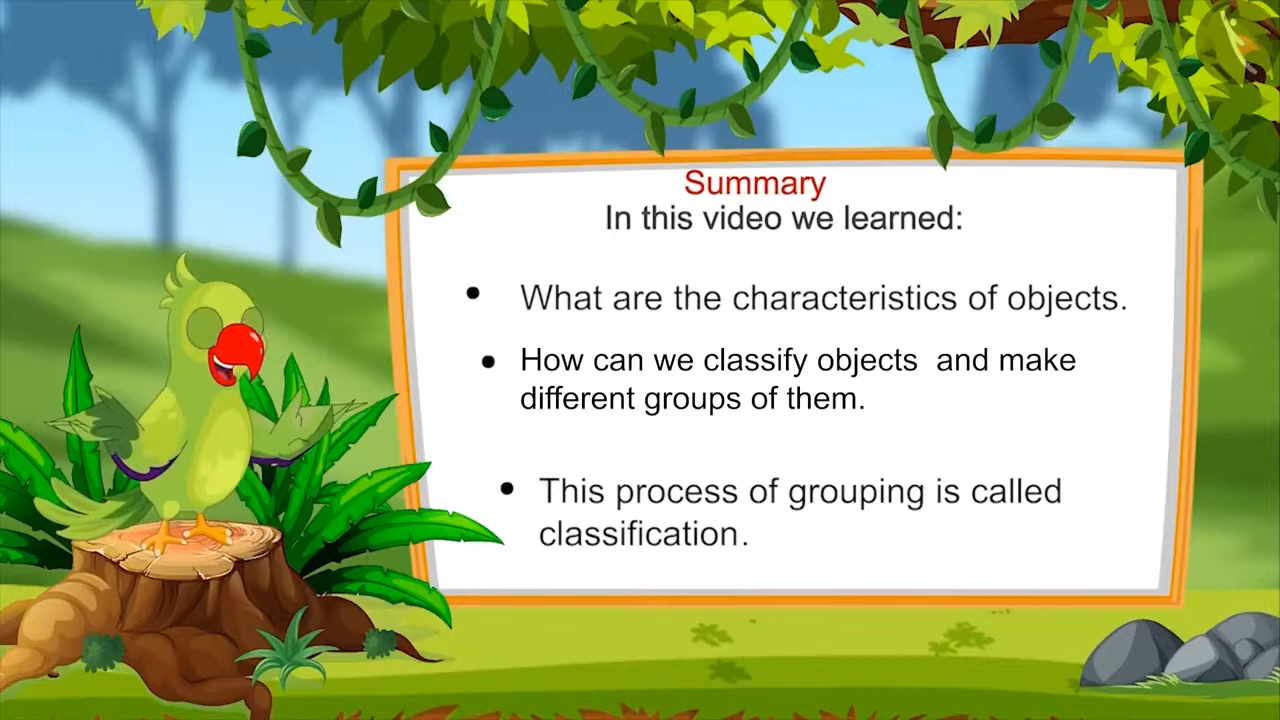 Summary
In this video we learned:
• What are the characteristics of objects.
• How can we classify objects  and make
different groups of them.
• This process of grouping is called
classification.